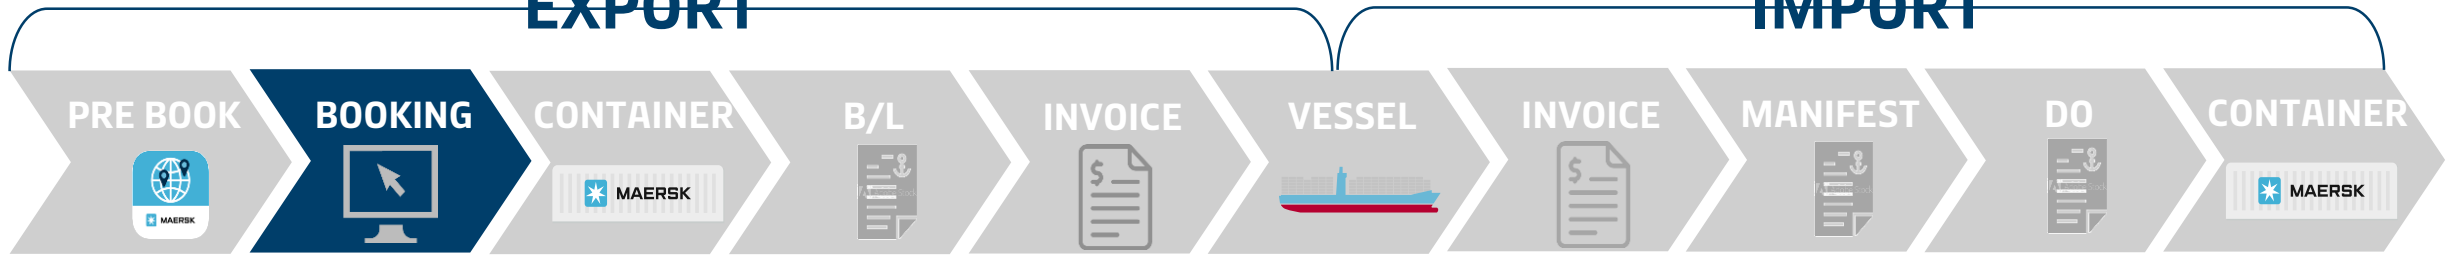 EXPORT
IMPORT
PRE BOOK
BOOKING
CONTAINER
B/L
INVOICE
VESSEL
INVOICE
MANIFEST
DO
CONTAINER
MAERSK
MAERSK
$
$
MAERSK